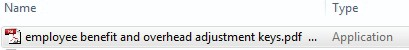 Name Type
employee benefit and overhead adjustment keys.pdf ... Application